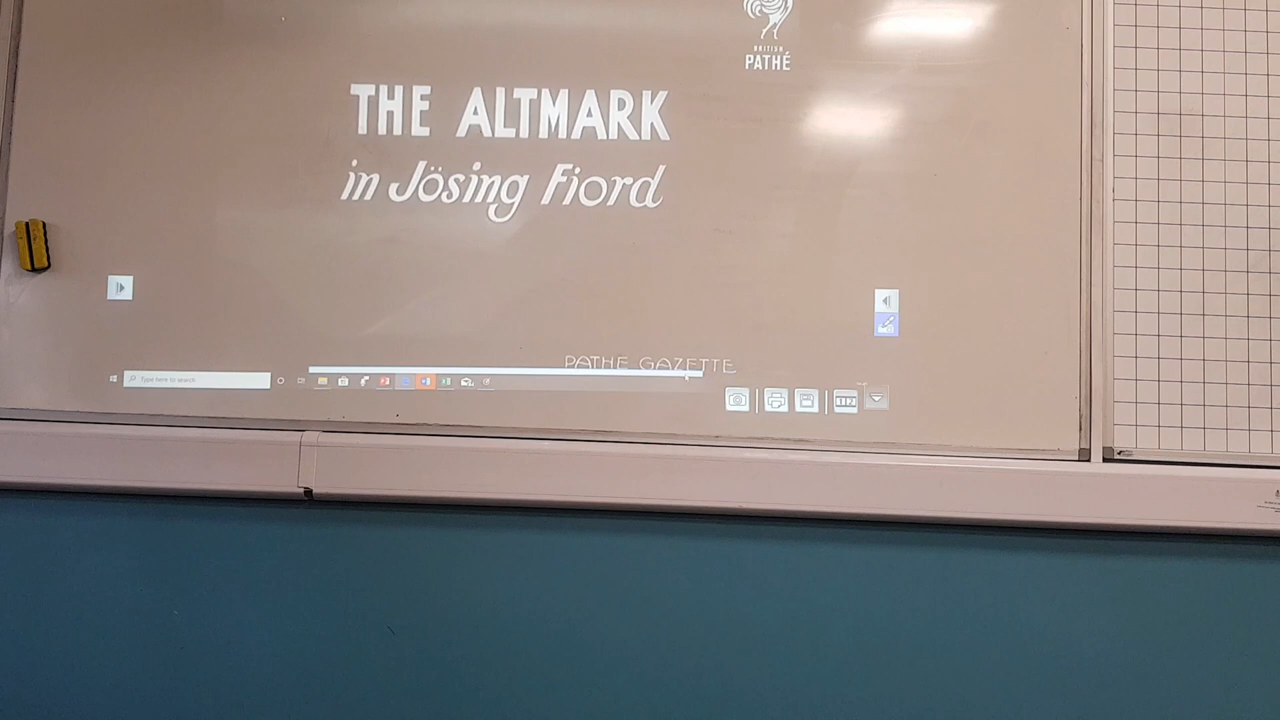 BRITISH
PATHÉ
THE ALTMARK
in Jösing Fiord
PATHE GAZETTE
Type here to search